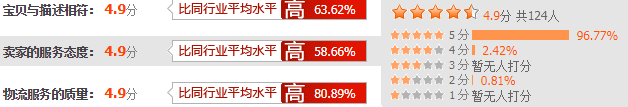 宝贝与描述相符： 4.9分 比同行业平均水平 高 63.62%
卖家的服务态度： 4.9分 比同行业平均水平 高 58.66%
物流服务的质量： 4.9分 比同行业平均水平 高 80.89%
4.9分 共124人
5 分 96.77%
4 分 2.42%
3 分 暂无人打分
2 分 0.81%
1 分 暂无人打分